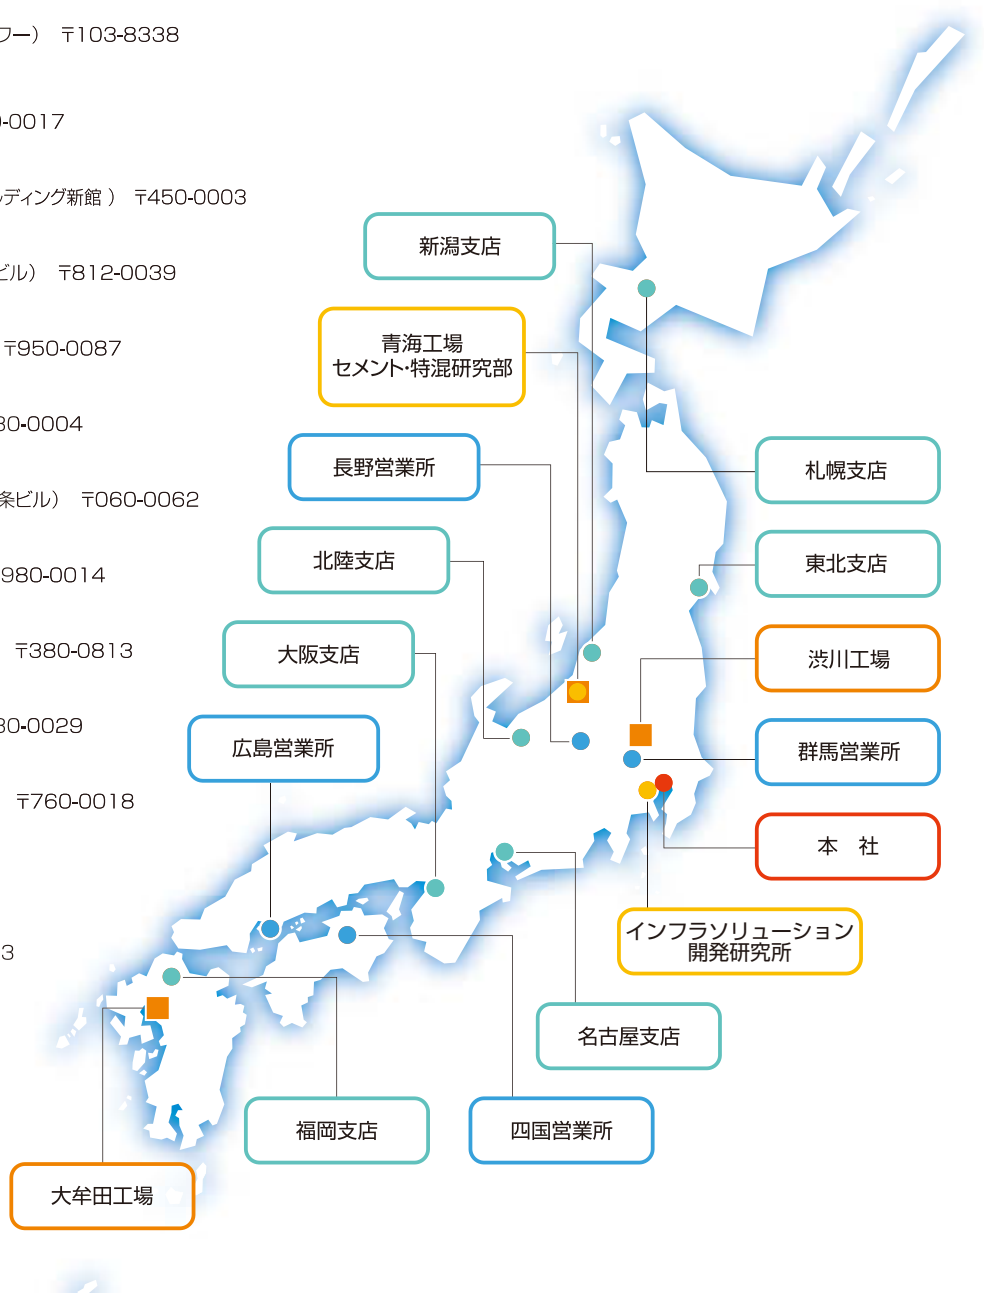 フー） 〒103-8338
-0017
ルディング新館 ） 〒450-0003
ビル） 〒812-0039
〒950-0087
30-0004
条ビル） 〒060-0062
980-0014
〒380-0813
30-0029
〒760-0018
3
新潟支店
青海工場
セメント・特混研究部
長野営業所
北陸支店
大阪支店
広島営業所
札幌支店
東北支店
渋川工場
群馬営業所
本　社
インフラソリューション
開発研究所
名古屋支店
福岡支店
四国営業所
大牟田工場